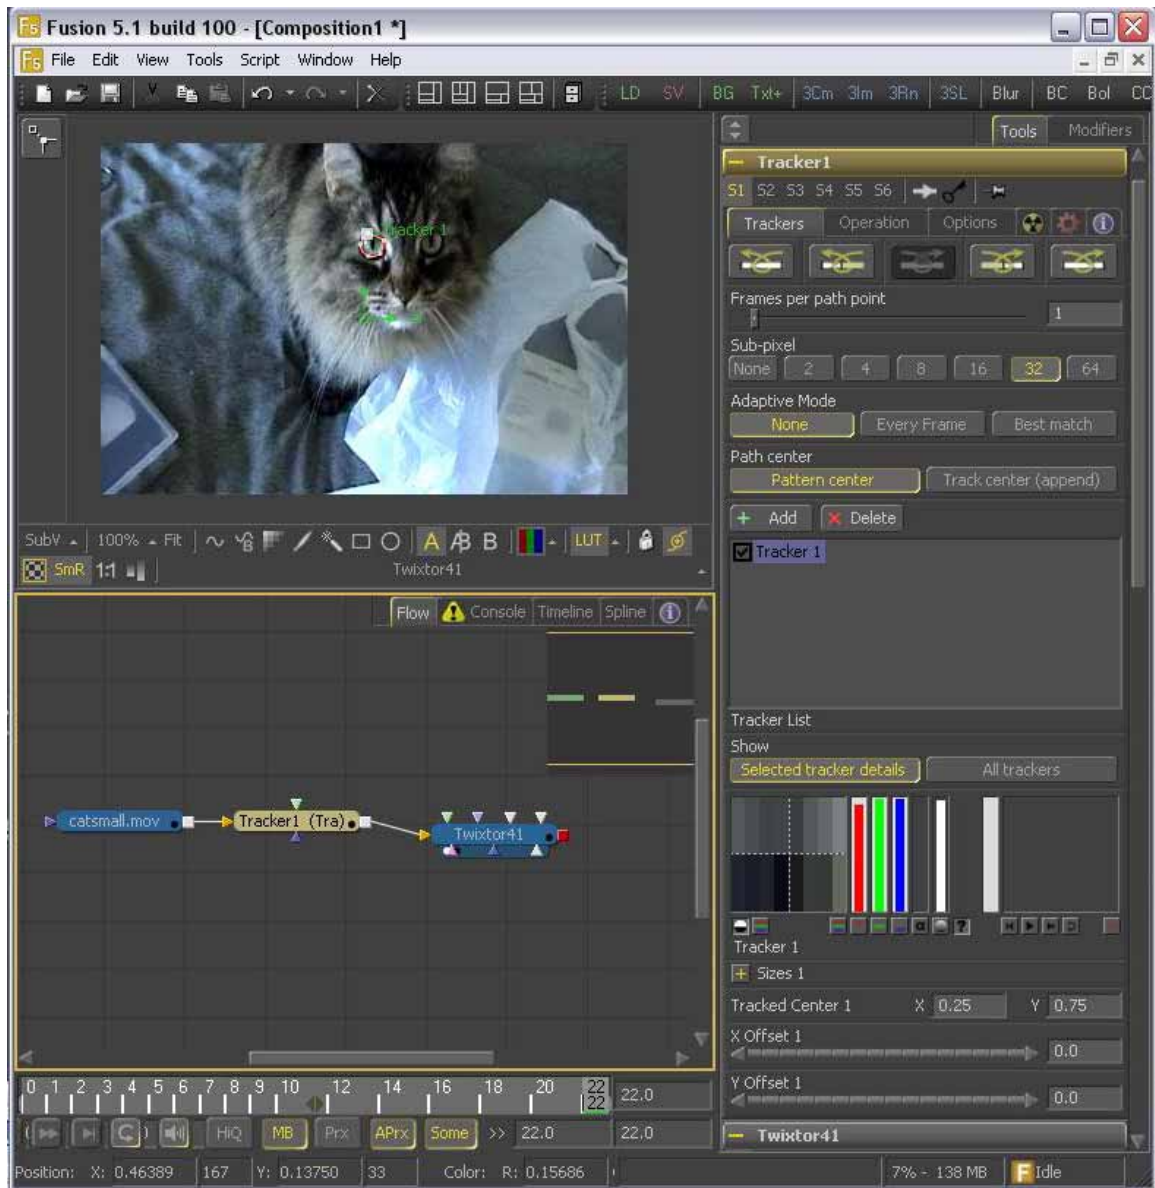 Fusion 5.1 build 100 - [Composition1 *]
File Edit View Tools Script Window Help
LD SV BG Txt+ 3Cm 3Im 3Rn 3SL Blur BC Bol CC
Tools Modifiers
Tracker1
S1 S2 S3 S4 S5 S6
Trackers Operation Options
Tracker 1
Frames per path point
1
Sub-pixel
None 2 4 8 16 32 64
Adaptive Mode
None Every Frame Best match
Path center
Pattern center Track center (append)
Add Delete
Tracker 1
SubV 100% Fit A A/B B LUT
SmR 1:1 Twixtor41
Flow Console Timeline Spline
Tracker List
Show
Selected tracker details All trackers
catsmall.mov Tracker1 (Tra) Twixtor41
Tracker 1
Sizes 1
Tracked Center 1 X 0.25 Y 0.75
X Offset 1
0.0
Y Offset 1
0.0
Twixtor41
0 1 2 3 4 5 6 7 8 9 10 12 14 16 18 20 22 22 22.0
HiQ MB Prx APrx Some >> 22.0 22.0
Position: X: 0.46389 167 Y: 0.13750 33 Color: R: 0.15686 7% - 138 MB Idle